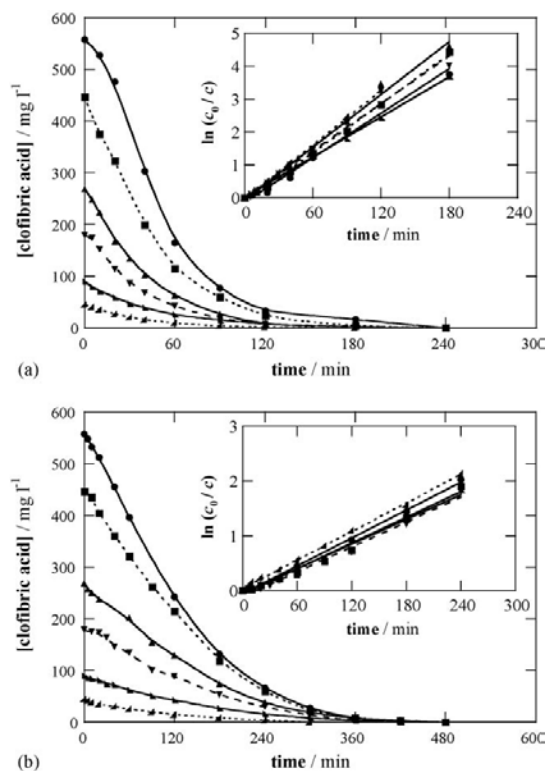 600
500
400
300
200
100
0
[clofibric acid] / mg l-1
0 60 120 180 240 300
time / min
5
4
3
2
1
0
ln (c0 / c)
0 60 120 180 240
time / min
(a)
600
500
400
300
200
100
0
[clofibric acid] / mg l-1
0 120 240 360 480 600
time / min
3
2
1
0
ln (c0 / c)
0 60 120 180 240 300
time / min
(b)